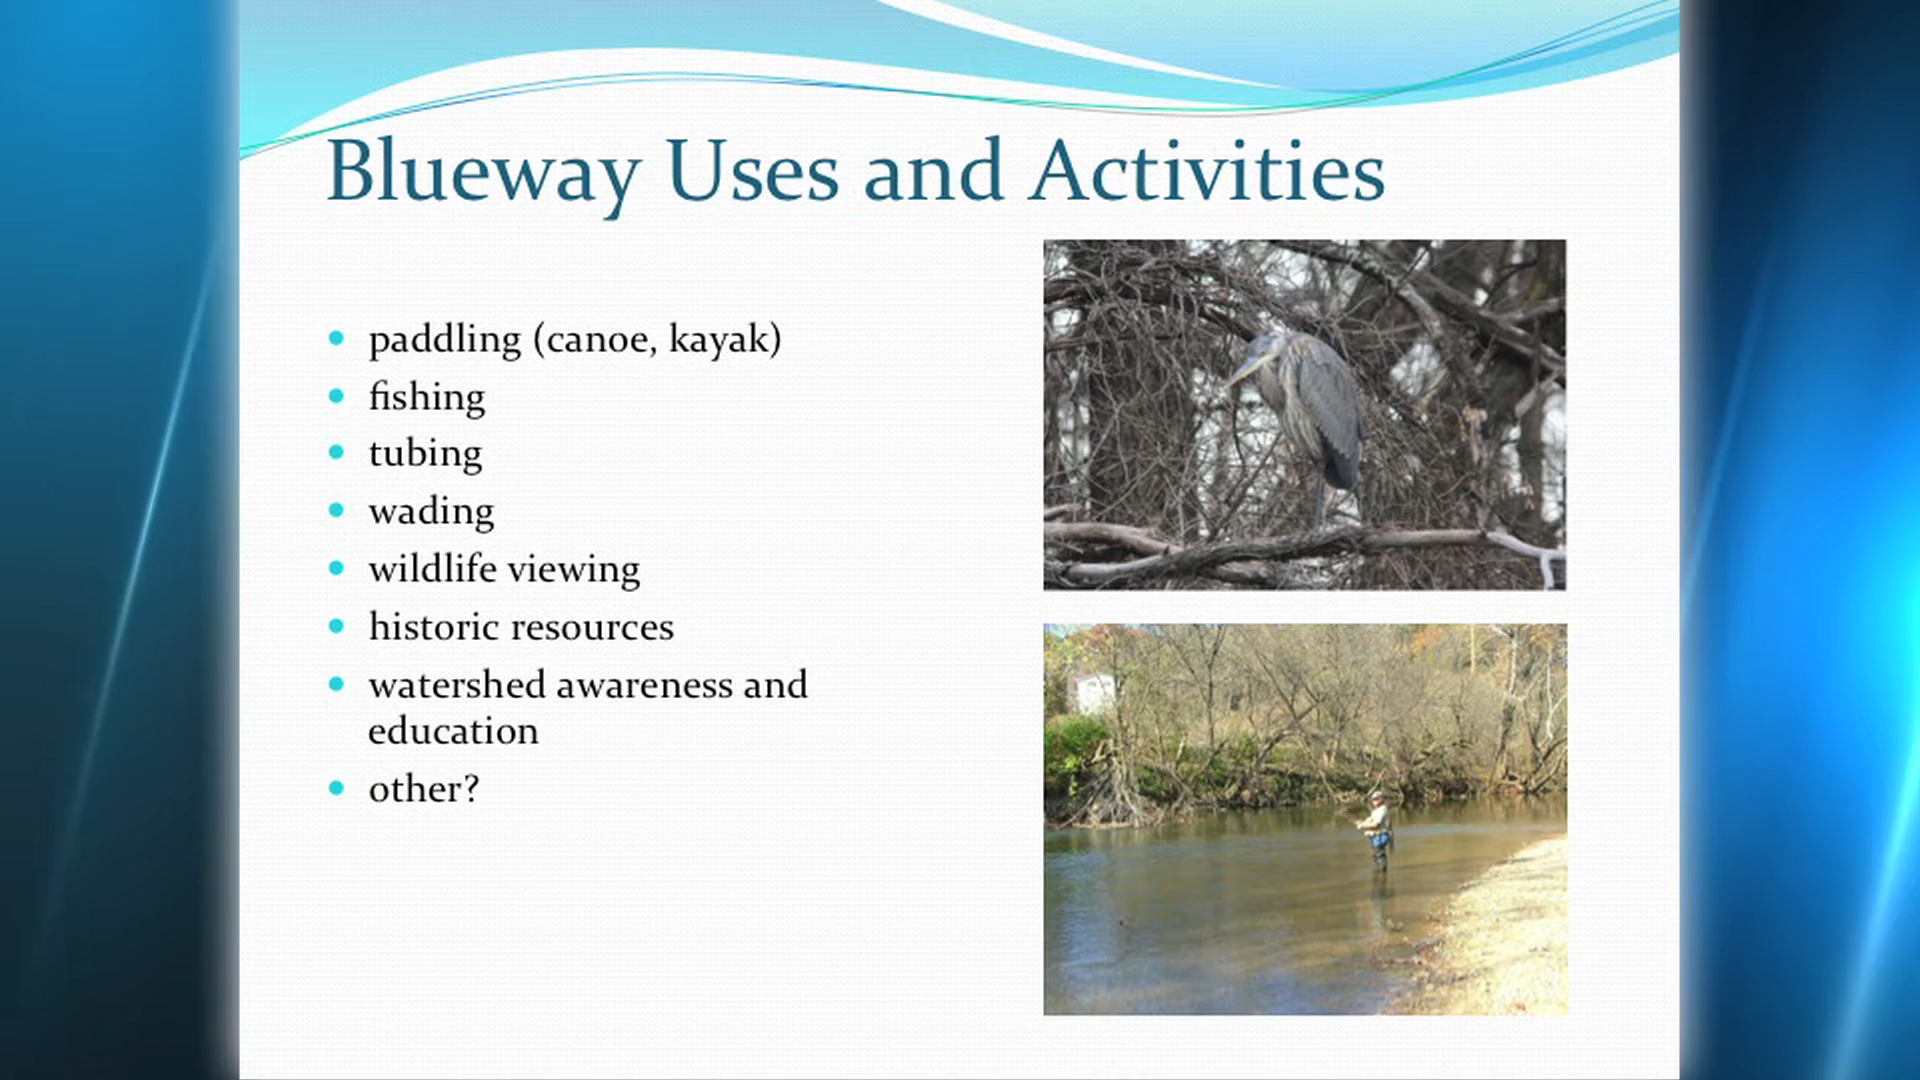 Blueway Uses and Activities
paddling (canoe, kayak)
fishing
tubing
wading
wildlife viewing
historic resources
watershed awareness and
education
other?